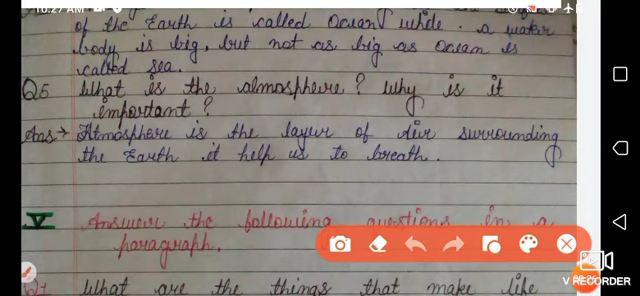 10:27 AM
of the Earth is called Ocean while a water
body is big, but not as big as ocean is
called sea.
Q5 What is the atmosphere? Why is it
important?
Ans → Atmosphere is the layer of air surrounding
the Earth it help us to breath.
V Answer the following questions in a
paragraph.
Q1 What are the things that make life
V RECORDER